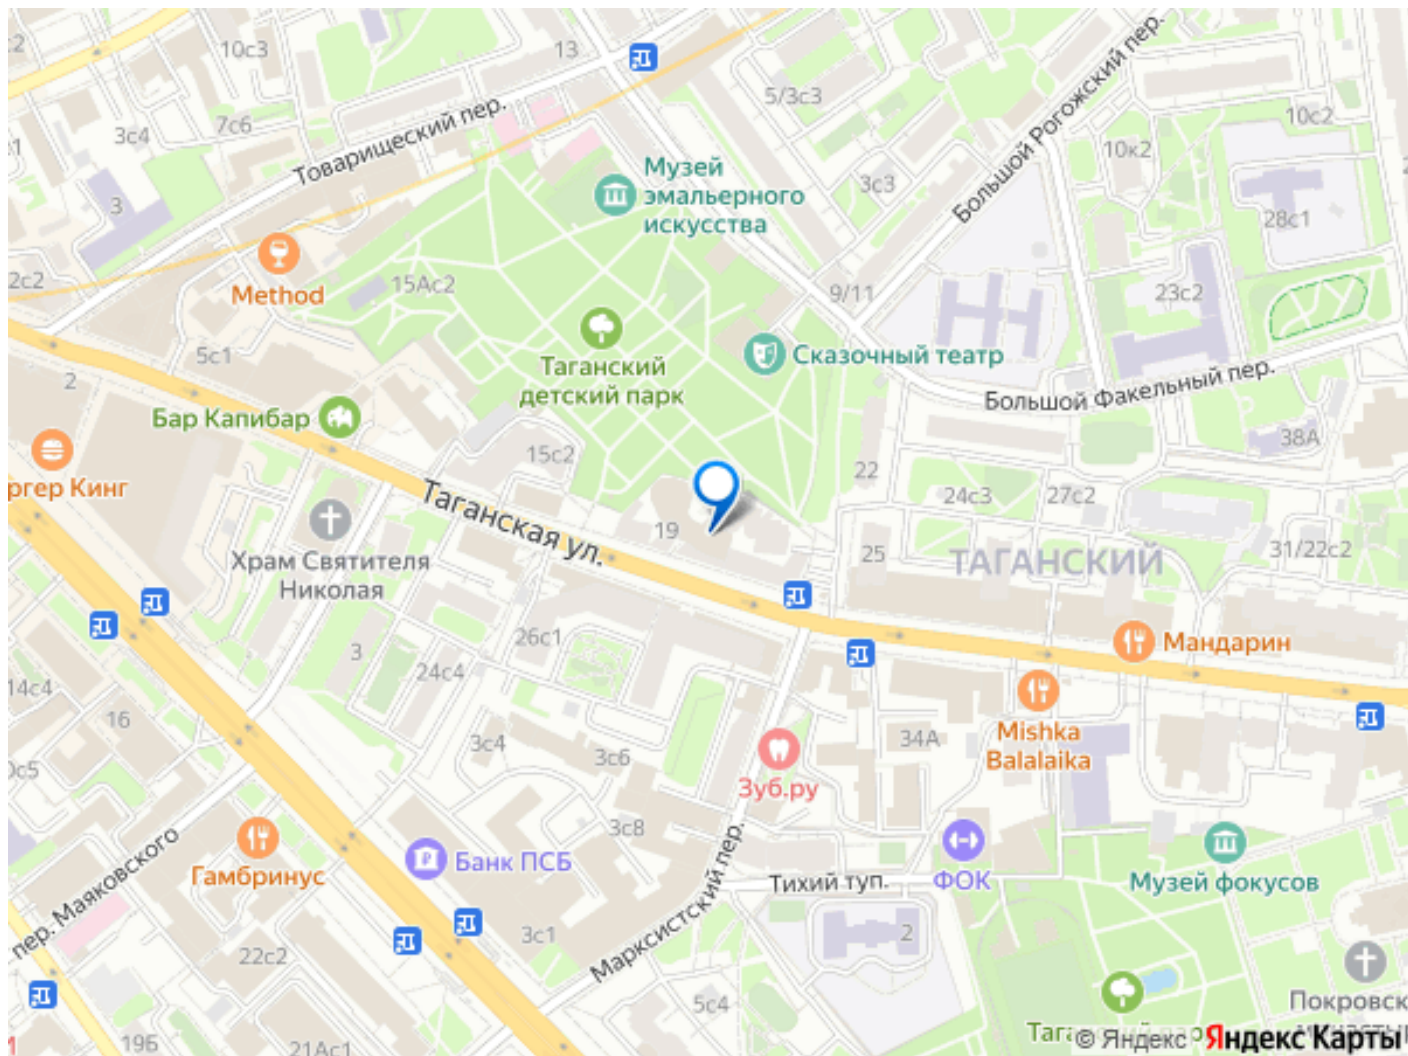 2
10с3
13
5/3с3
10с2
Большой Рогожский пер.
3с4
7с6
Товарищеский пер.
10к2
Музей
эмальерного
искусства
3с3
3
28с1
2с2
Method
15Ас2
9/11
23с2
5с1
Сказочный театр
Таганский
детский парк
2
Большой Факельный пер.
Бар Капибар
38А
15с2
22
ргер Кинг
24с3
27с2
Таганская ул.
19
25
ТАГАНСКИЙ
31/22с2
Храм Святителя
Николая
26с1
3
24с4
Мандарин
14с4
16
3с4
3с6
34А
Mishka
Balalaika
0с5
Зуб.ру
3с8
пер. Маяковского
Гамбринус
Банк ПСБ
Марксистский пер.
Тихий туп.
ФОК
Музей фокусов
22с2
3с1
2
5с4
Покровск
19Б
21Ас1
© Яндекс Яндекс Карты